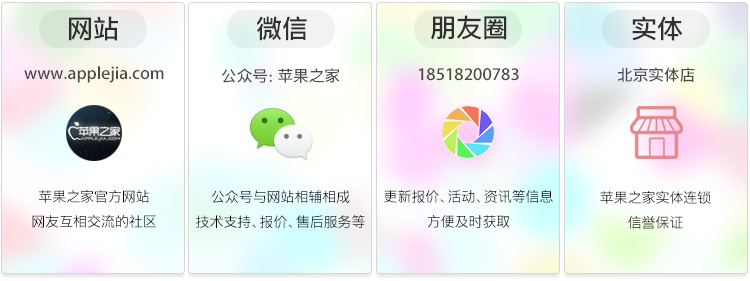 网站
www.applejia.com
苹果之家
APPLEJIA.COM
苹果之家官方网站
网友互相交流的社区
微信
公众号: 苹果之家
公众号与网站相辅相成
技术支持、报价、售后服务等
朋友圈
18518200783
更新报价、活动、资讯等信息
方便及时获取
实体
北京实体店
苹果之家实体连锁
信誉保证